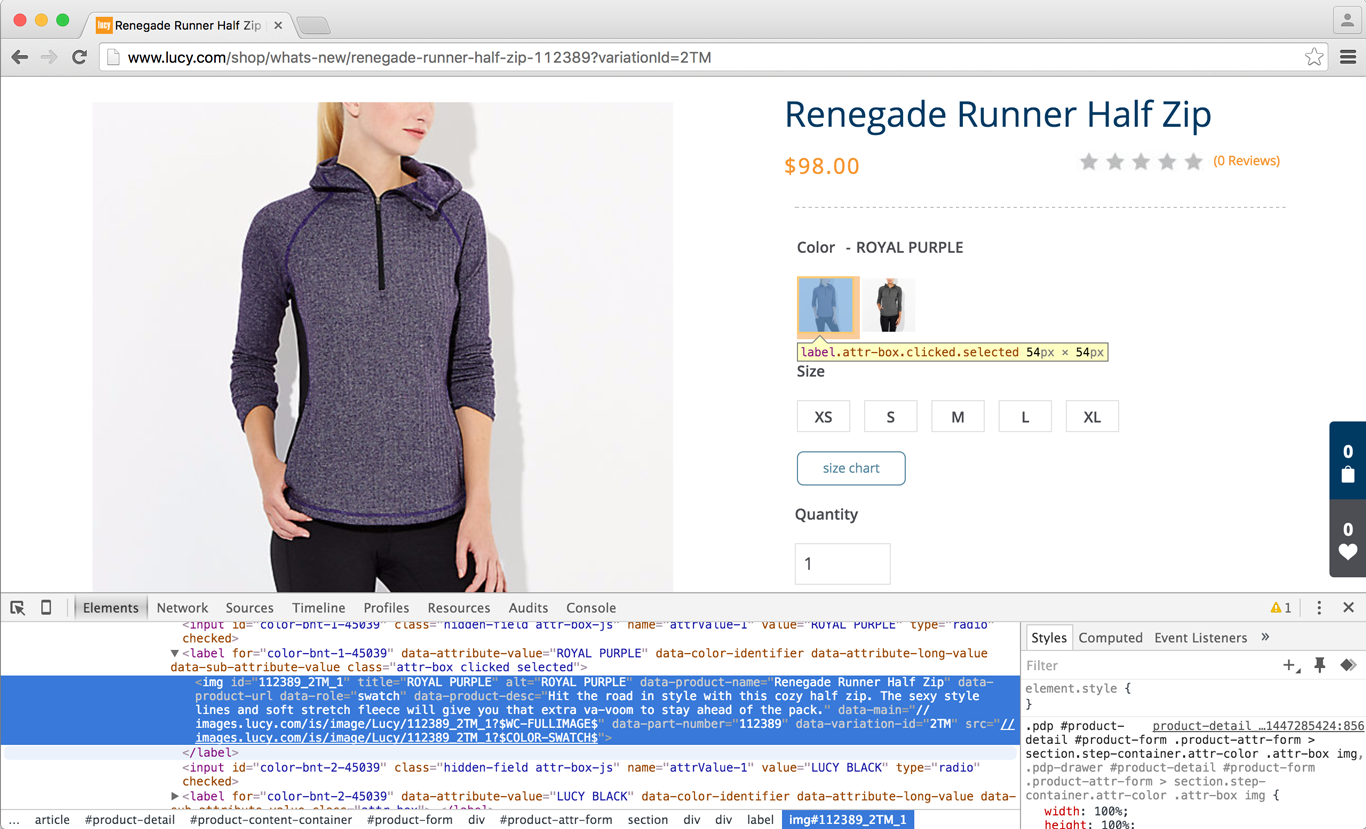 lucy Renegade Runner Half Zip
www.lucy.com/shop/whats-new/renegade-runner-half-zip-112389?variationId=2TM
Renegade Runner Half Zip
$98.00
(0 Reviews)
Color - ROYAL PURPLE
label.attr-box.clicked.selected 54px × 54px
Size
XS S M L XL
size chart
Quantity
1
0
0
Elements Network Sources Timeline Profiles Resources Audits Console
1
<input id="color-bnt-1-45039" class="hidden-field attr-box-js" name="attrValue-1" value="ROYAL PURPLE" type="radio"
checked>
<label for="color-bnt-1-45039" data-attribute-value="ROYAL PURPLE" data-color-identifier data-attribute-long-value
data-sub-attribute-value class="attr-box clicked selected">
<img id="112389_2TM_1" title="ROYAL PURPLE" alt="ROYAL PURPLE" data-product-name="Renegade Runner Half Zip" data-
product-url data-role="swatch" data-product-desc="Hit the road in style with this cozy half zip. The sexy style
lines and soft stretch fleece will give you that extra va-voom to stay ahead of the pack." data-main="//
images.lucy.com/is/image/Lucy/112389_2TM_1?$WC-FULLIMAGE$" data-part-number="112389" data-variation-id="2TM" src="//
images.lucy.com/is/image/Lucy/112389_2TM_1?$COLOR-SWATCH$">
</label>
<input id="color-bnt-2-45039" class="hidden-field attr-box-js" name="attrValue-1" value="LUCY BLACK" type="radio"
checked>
<label for="color-bnt-2-45039" data-attribute-value="LUCY BLACK" data-color-identifier data-attribute-long-value data-
sub-attribute-value class="attr-box">…</label>
... article #product-detail #product-content-container #product-form div #product-attr-form section div div label img#112389_2TM_1
Styles Computed Event Listeners »
Filter
element.style {
}
.pdp #product- product-detail …1447285424:856
detail #product-form .product-attr-form >
section.step-container.attr-color .attr-box img,
.pdp-drawer #product-detail #product-form
.product-attr-form > section.step-
container.attr-color .attr-box img {
width: 100%;
height: 100%;